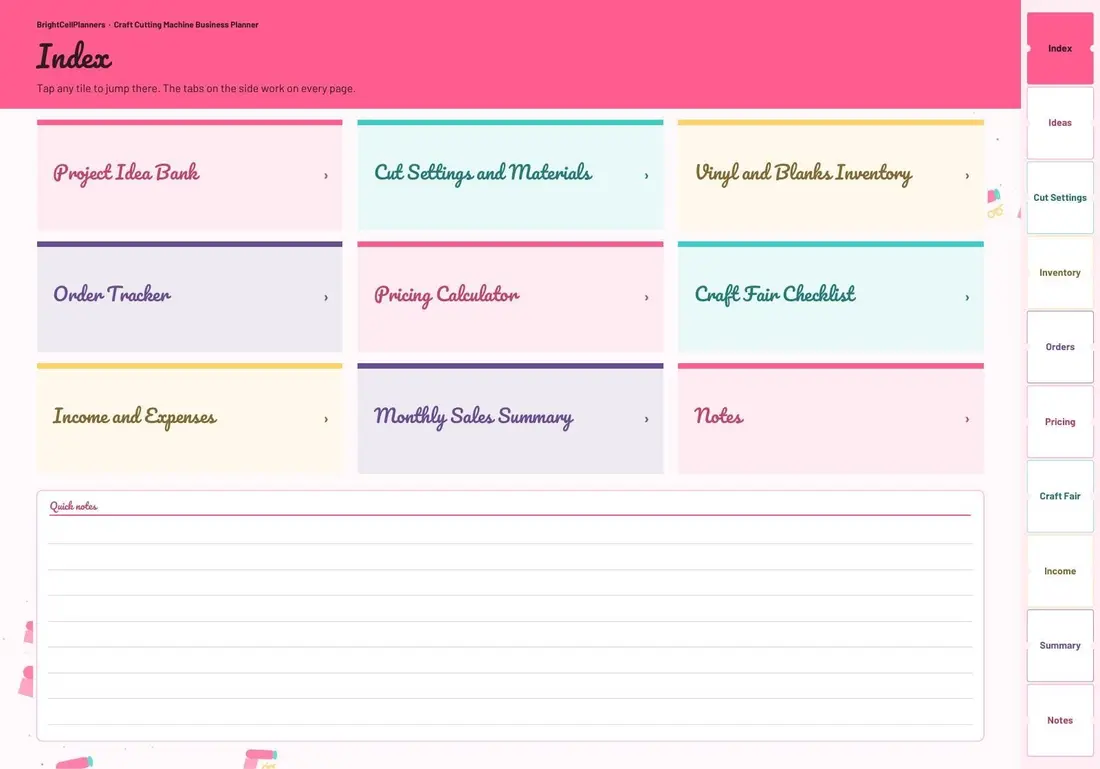 BrightCellPlanners · Craft Cutting Machine Business Planner
Index
Tap any tile to jump there. The tabs on the side work on every page.
Project Idea Bank ›
Cut Settings and Materials ›
Vinyl and Blanks Inventory ›
Order Tracker ›
Pricing Calculator ›
Craft Fair Checklist ›
Income and Expenses ›
Monthly Sales Summary ›
Notes ›
Quick notes
Index
Ideas
Cut Settings
Inventory
Orders
Pricing
Craft Fair
Income
Summary
Notes